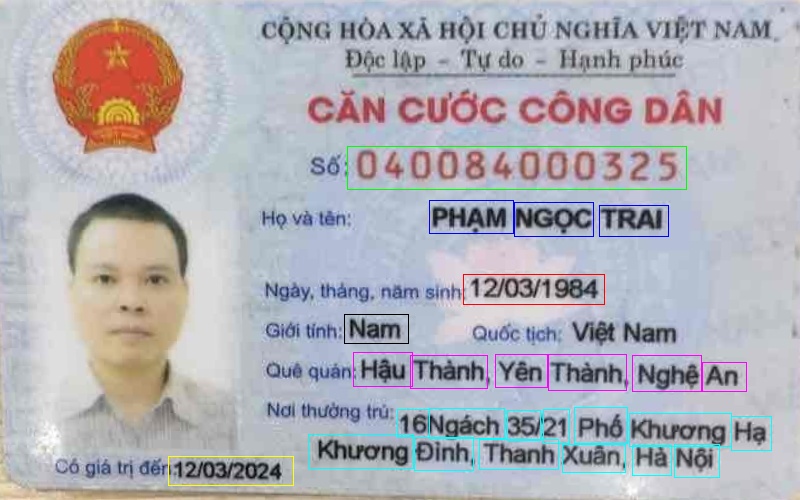 CỘNG HÒA XÃ HỘI CHỦ NGHĨA VIỆT NAM
Độc lập - Tự do - Hạnh phúc
CĂN CƯỚC CÔNG DÂN
Số: 040084000325
Họ và tên: PHẠM NGỌC TRAI
Ngày, tháng, năm sinh: 12/03/1984
Giới tính: Nam Quốc tịch: Việt Nam
Quê quán: Hậu Thành, Yên Thành, Nghệ An
Nơi thường trú: 16Ngách 35/21 Phố Khương Hạ
Khương Đình, Thanh Xuân, Hà Nội
Có giá trị đến: 12/03/2024